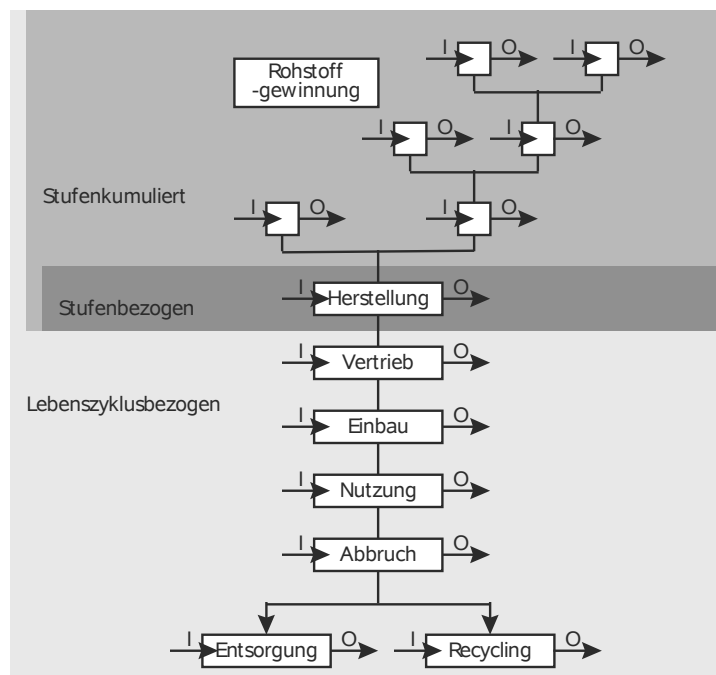 I O I O
Rohstoff
-gewinnung
I O I O
Stufenkumuliert
I O I O
I Herstellung O
Stufenbezogen
I Vertrieb O
Lebenszyklusbezogen
I Einbau O
I Nutzung O
I Abbruch O
I Entsorgung O I Recycling O